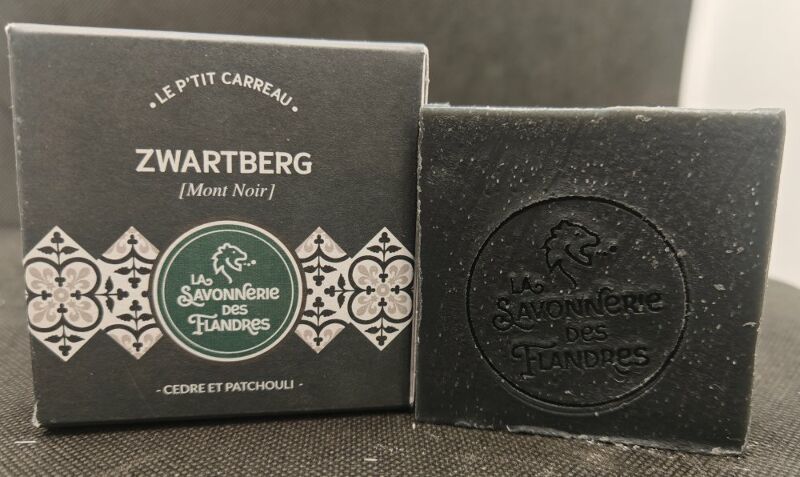 • LE P'TIT CARREAU •
ZWARTBERG
[Mont Noir]
LA
SAVONNERIE
DES
FLANDRES
- CEDRE ET PATCHOULI -
LA
SAVONNERIE
DES
FLANDRES